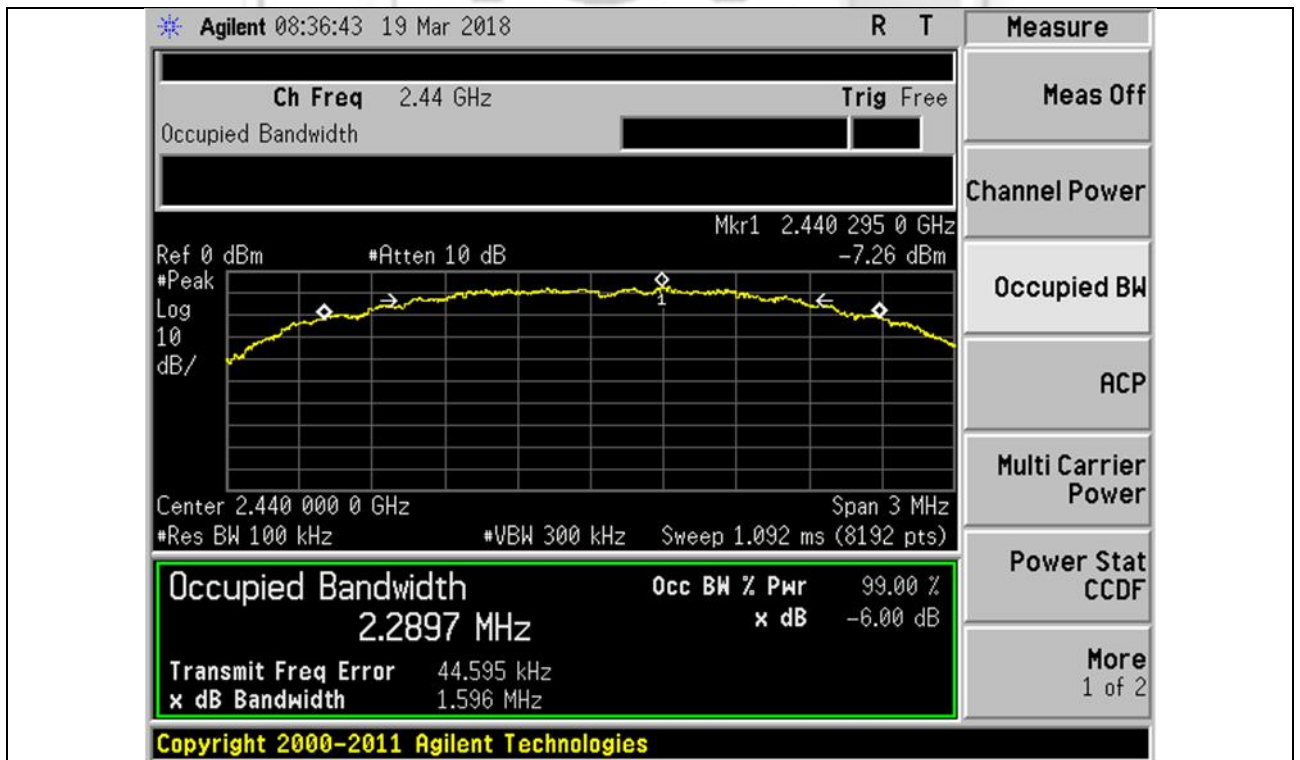 Agilent 08:36:43 19 Mar 2018 R T Measure
Ch Freq 2.44 GHz Trig Free
Occupied Bandwidth
Meas Off
Channel Power
Occupied BW
ACP
Multi Carrier
Power
Power Stat
CCDF
More
1 of 2
Mkr1 2.440 295 0 GHz
Ref 0 dBm #Atten 10 dB -7.26 dBm
#Peak
Log
10
dB/
1
Center 2.440 000 0 GHz Span 3 MHz
#Res BW 100 kHz #VBW 300 kHz Sweep 1.092 ms (8192 pts)
Occupied Bandwidth Occ BW % Pwr 99.00 %
2.2897 MHz x dB -6.00 dB
Transmit Freq Error 44.595 kHz
x dB Bandwidth 1.596 MHz
Copyright 2000-2011 Agilent Technologies